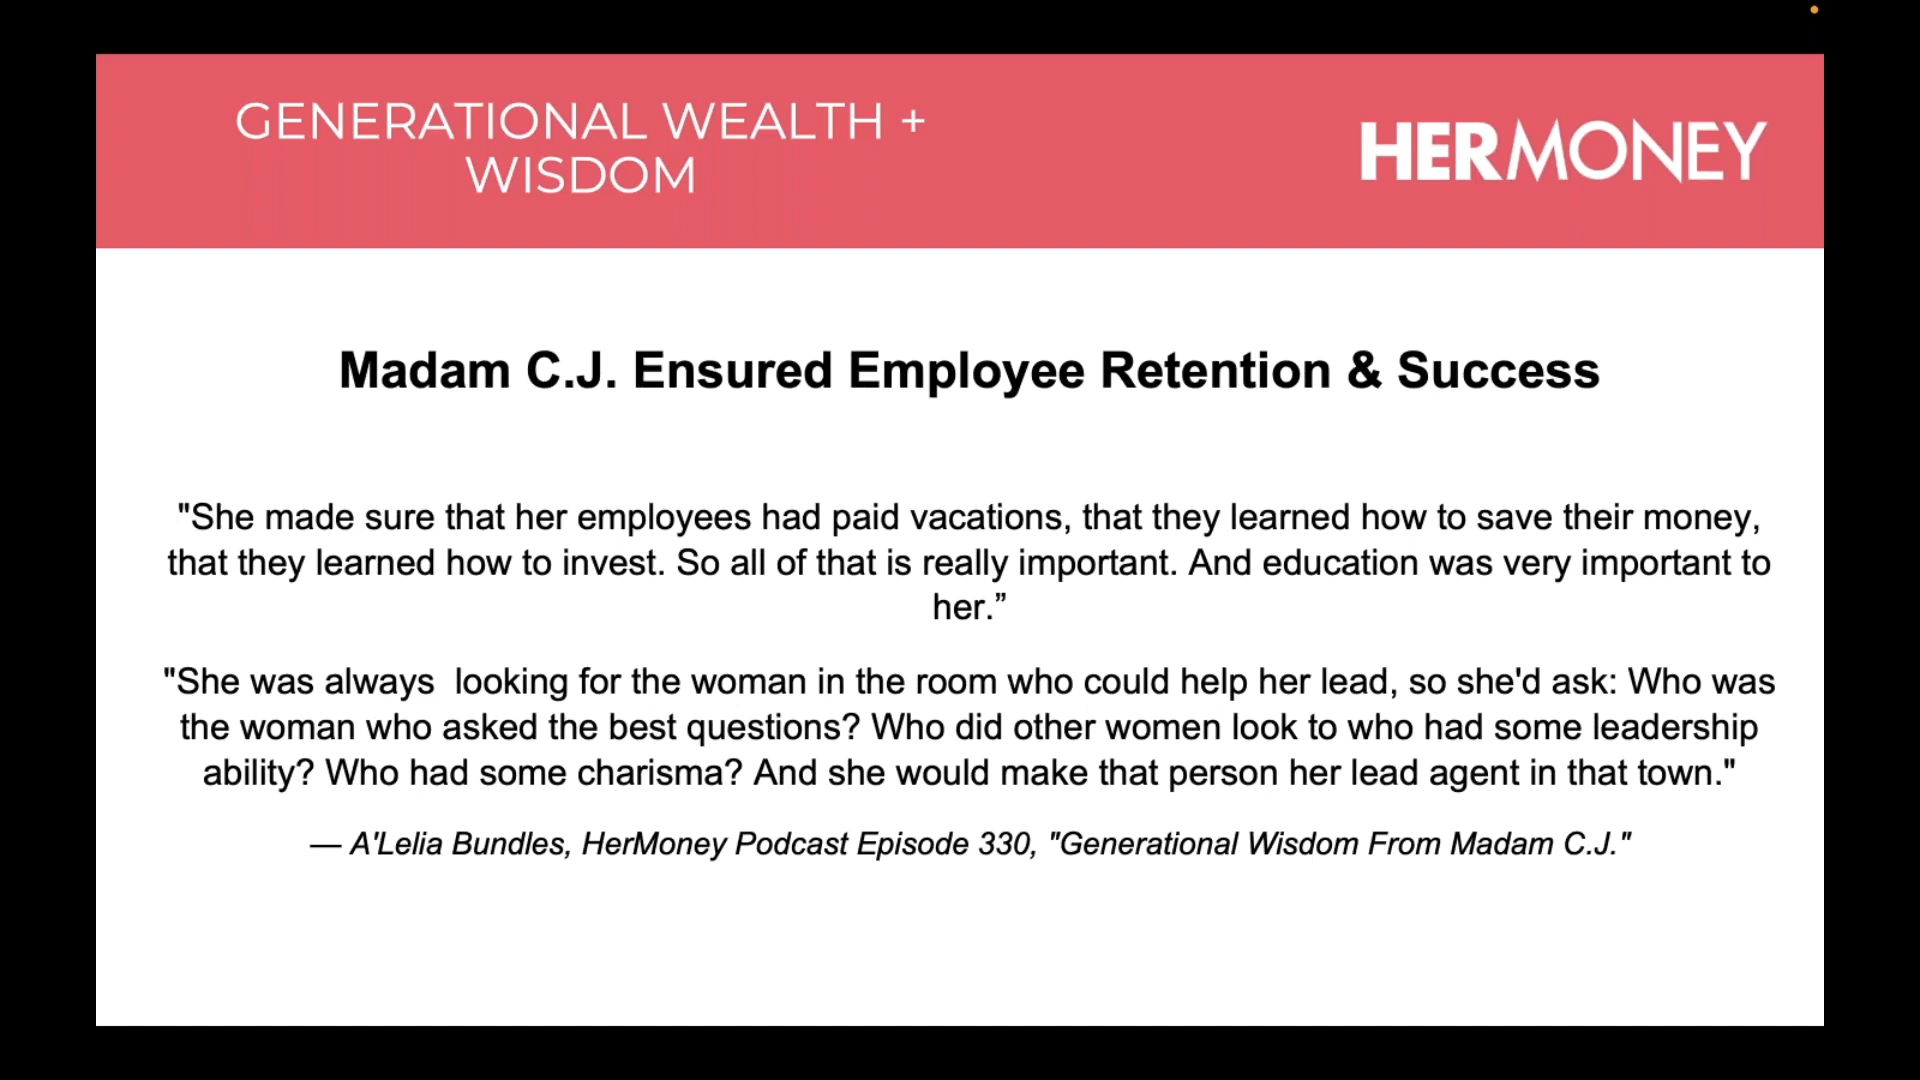 GENERATIONAL WEALTH +
WISDOM
HERMONEY
Madam C.J. Ensured Employee Retention & Success
"She made sure that her employees had paid vacations, that they learned how to save their money,
that they learned how to invest. So all of that is really important. And education was very important to
her.”
"She was always  looking for the woman in the room who could help her lead, so she'd ask: Who was
the woman who asked the best questions? Who did other women look to who had some leadership
ability? Who had some charisma? And she would make that person her lead agent in that town."
— A'Lelia Bundles, HerMoney Podcast Episode 330, "Generational Wisdom From Madam C.J."